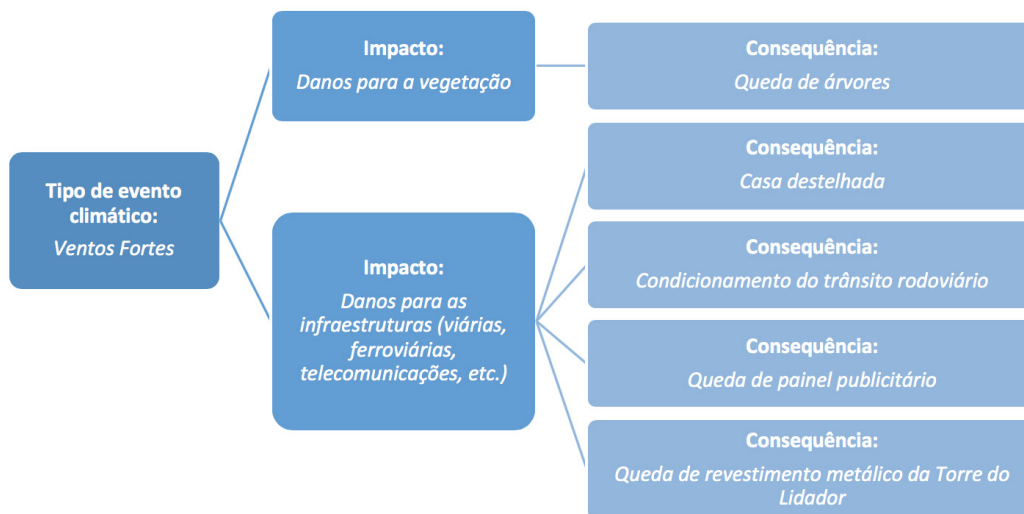 Tipo de evento
climático:
Ventos Fortes
Impacto:
Danos para a vegetação
Impacto:
Danos para as
infraestruturas (viárias,
ferroviárias,
telecomunicações, etc.)
Consequência:
Queda de árvores
Consequência:
Casa destelhada
Consequência:
Condicionamento do trânsito rodoviário
Consequência:
Queda de painel publicitário
Consequência:
Queda de revestimento metálico da Torre do
Lidador